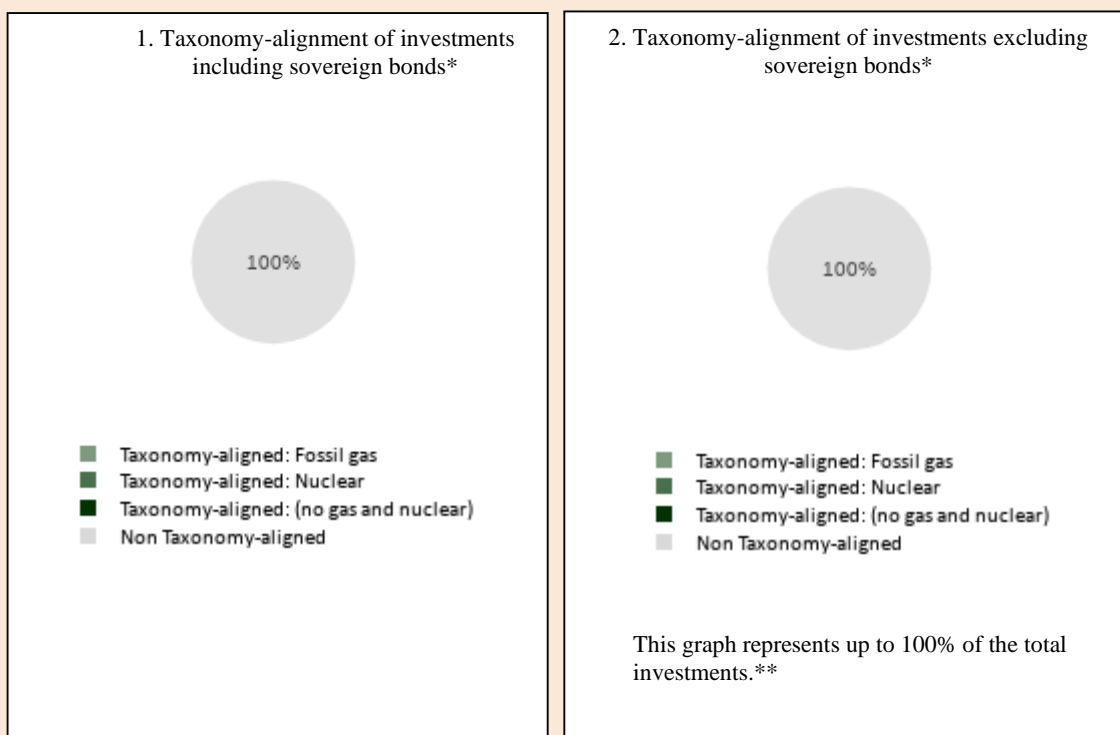 1. Taxonomy-alignment of investments
including sovereign bonds*
100%
Taxonomy-aligned: Fossil gas
Taxonomy-aligned: Nuclear
Taxonomy-aligned: (no gas and nuclear)
Non Taxonomy-aligned
2. Taxonomy-alignment of investments excluding
sovereign bonds*
100%
Taxonomy-aligned: Fossil gas
Taxonomy-aligned: Nuclear
Taxonomy-aligned: (no gas and nuclear)
Non Taxonomy-aligned
This graph represents up to 100% of the total
investments.**